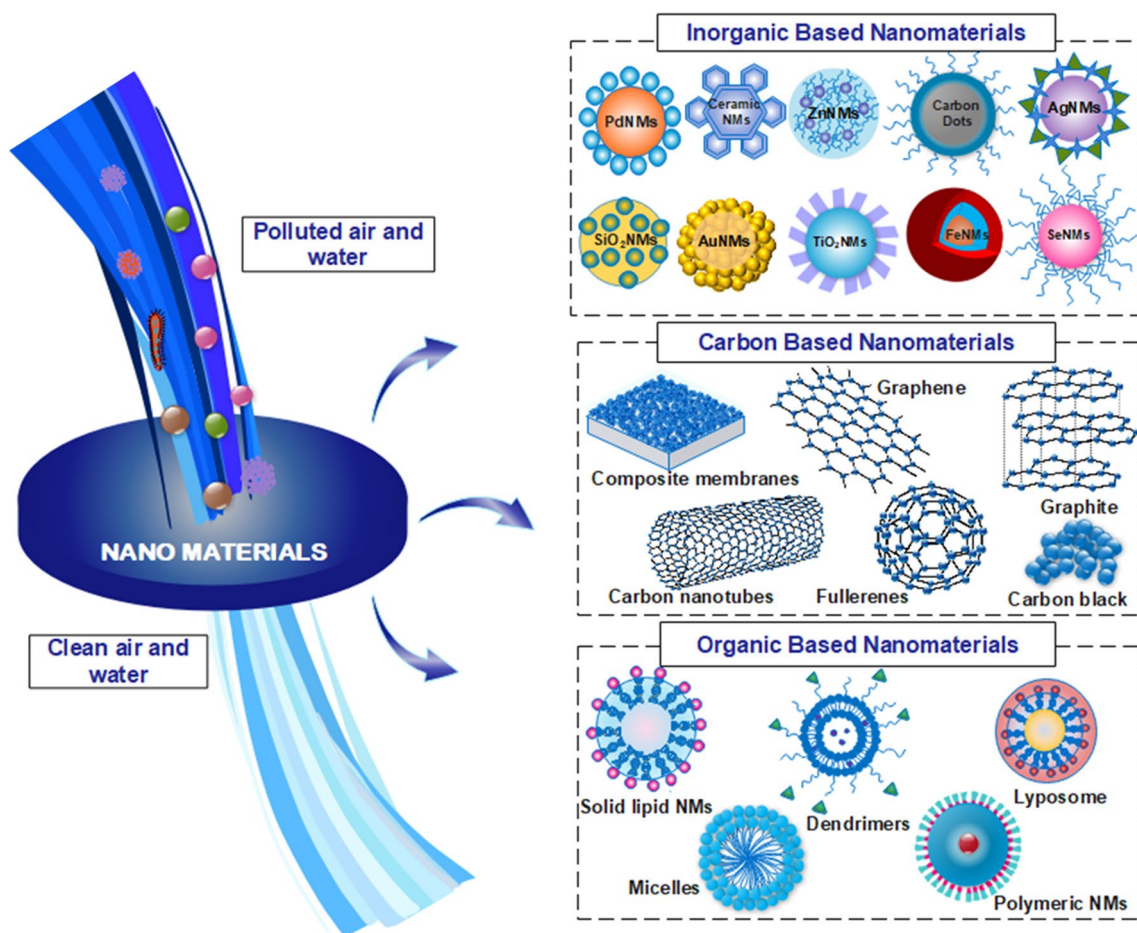 Polluted air and
water
NANO MATERIALS
Clean air and
water
Inorganic Based Nanomaterials
PdNMs
Ceramic
NMs
ZnNMs
Carbon
Dots
AgNMs
SiO₂NMs
AuNMs
TiO₂NMs
FeNMs
SeNMs
Carbon Based Nanomaterials
Composite membranes
Graphene
Graphite
Carbon nanotubes
Fullerenes
Carbon black
Organic Based Nanomaterials
Solid lipid NMs
Dendrimers
Lyposome
Micelles
Polymeric NMs